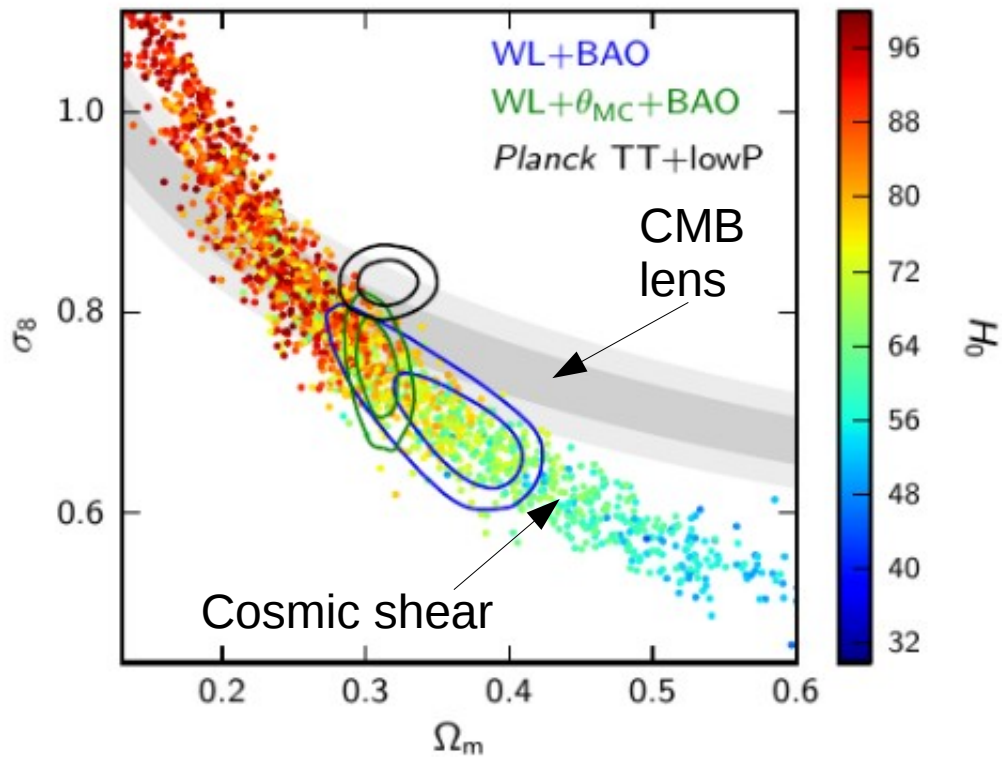 WL+BAO
WL+θMC+BAO
Planck TT+lowP
CMB
lens
Cosmic shear
1.0
0.8
0.6
σ8
0.2
0.3
0.4
0.5
0.6
Ωm
96
88
80
72
64
56
48
40
32
H0